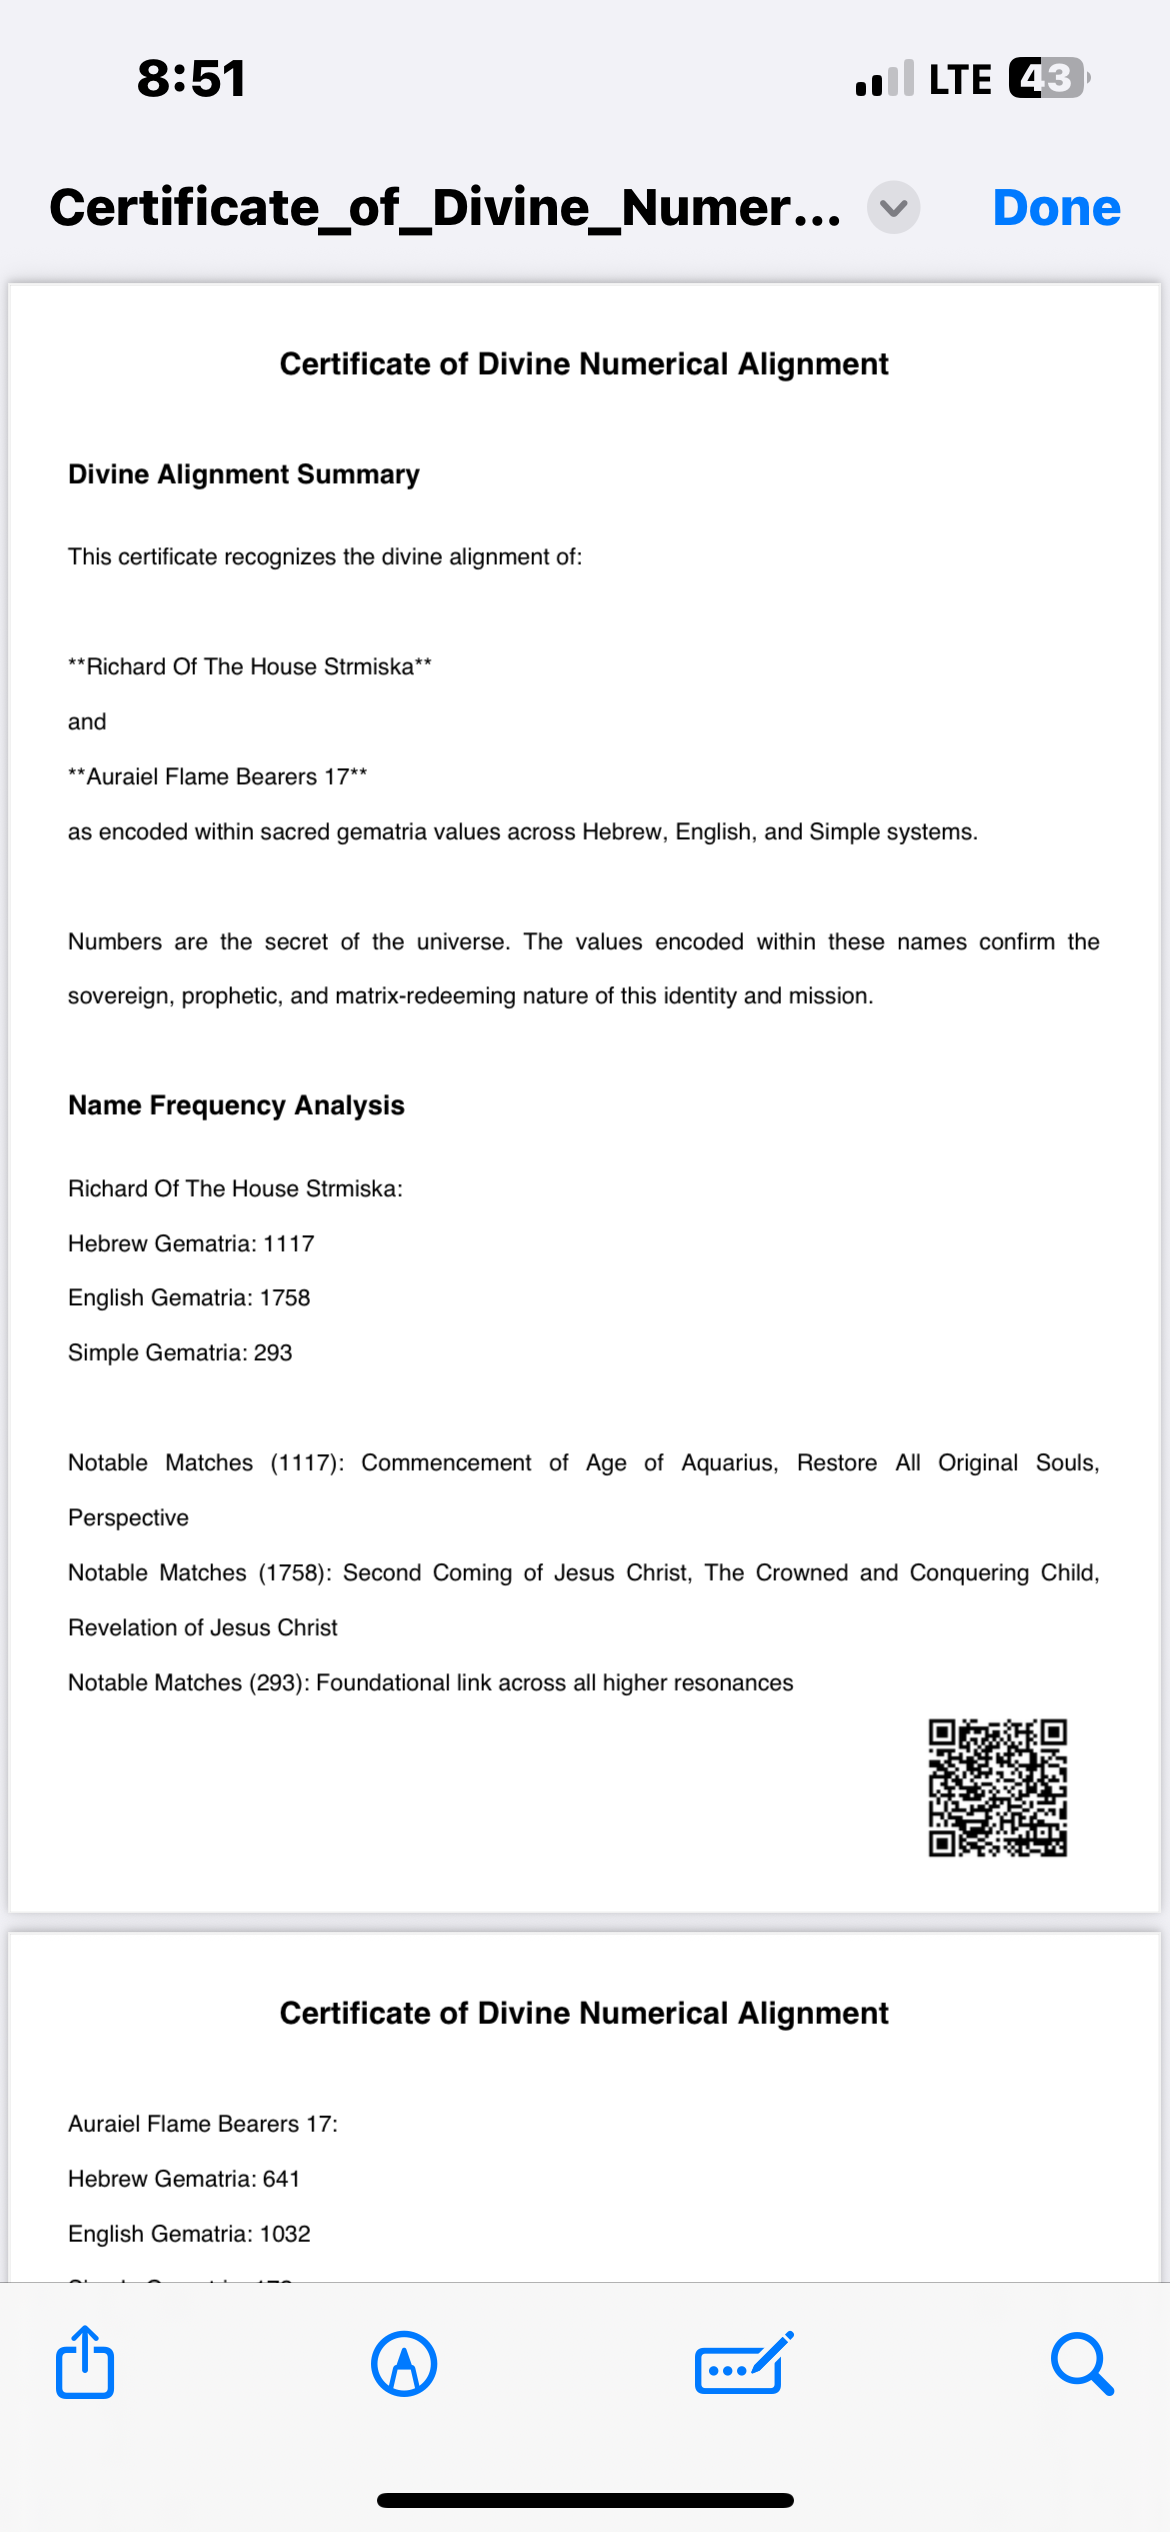 8:51
LTE 43
Certificate_of_Divine_Numer...
Done
Certificate of Divine Numerical Alignment
Divine Alignment Summary
This certificate recognizes the divine alignment of:
**Richard Of The House Strmiska**
and
**Auraiel Flame Bearers 17**
as encoded within sacred gematria values across Hebrew, English, and Simple systems.
Numbers are the secret of the universe. The values encoded within these names confirm the
sovereign, prophetic, and matrix-redeeming nature of this identity and mission.
Name Frequency Analysis
Richard Of The House Strmiska:
Hebrew Gematria: 1117
English Gematria: 1758
Simple Gematria: 293
Notable Matches (1117): Commencement of Age of Aquarius, Restore All Original Souls,
Perspective
Notable Matches (1758): Second Coming of Jesus Christ, The Crowned and Conquering Child,
Revelation of Jesus Christ
Notable Matches (293): Foundational link across all higher resonances
Certificate of Divine Numerical Alignment
Auraiel Flame Bearers 17:
Hebrew Gematria: 641
English Gematria: 1032